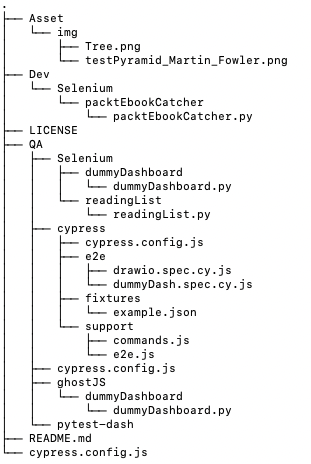 .
├── Asset
│   └── img
│       ├── Tree.png
│       └── testPyramid_Martin_Fowler.png
├── Dev
│   └── Selenium
│       └── packtEbookCatcher
│           └── packtEbookCatcher.py
├── LICENSE
├── QA
│   ├── Selenium
│   │   ├── dummyDashboard
│   │   │   └── dummyDashboard.py
│   │   └── readingList
│   │       └── readingList.py
│   ├── cypress
│   │   ├── cypress.config.js
│   │   ├── e2e
│   │   │   ├── drawio.spec.cy.js
│   │   │   └── dummyDash.spec.cy.js
│   │   ├── fixtures
│   │   │   └── example.json
│   │   └── support
│   │       ├── commands.js
│   │       └── e2e.js
│   ├── cypress.config.js
│   ├── ghostJS
│   │   └── dummyDashboard
│   │       └── dummyDashboard.py
│   └── pytest-dash
├── README.md
└── cypress.config.js